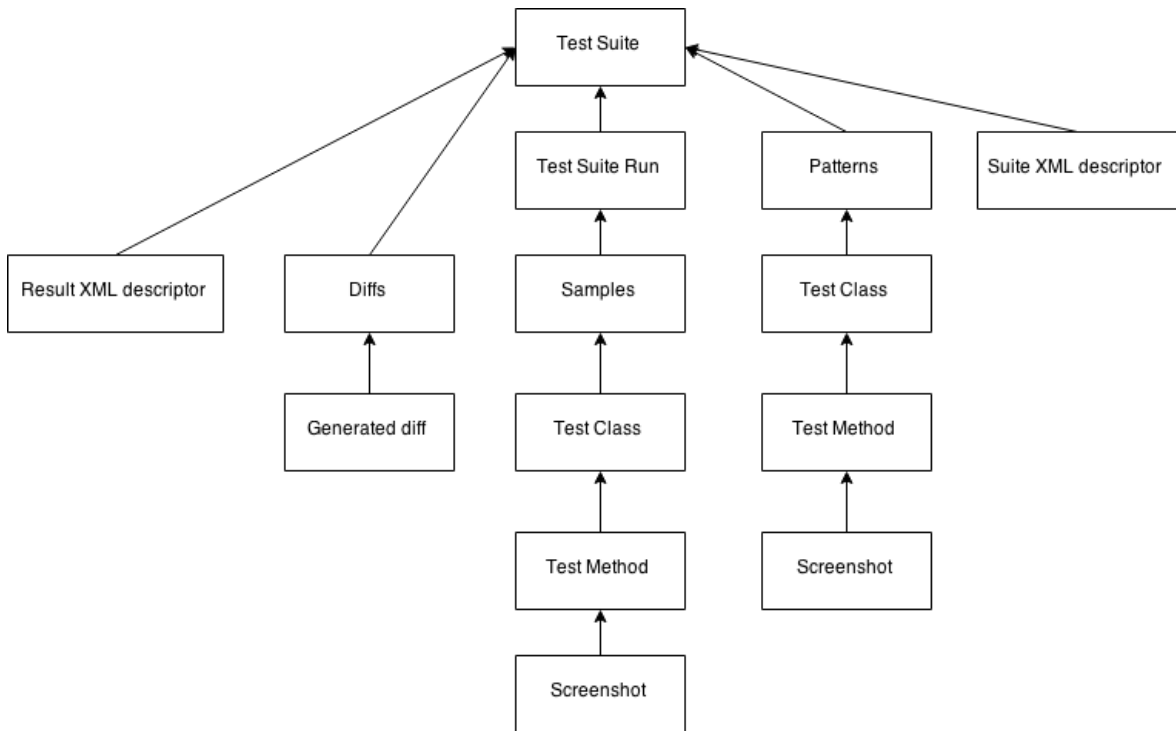 Test Suite
Test Suite Run
Patterns
Suite XML descriptor
Result XML descriptor
Diffs
Samples
Test Class
Generated diff
Test Class
Test Method
Test Method
Screenshot
Screenshot